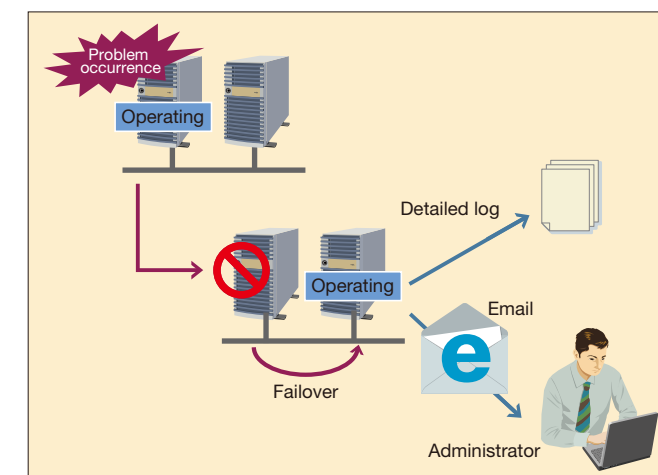 Problem
occurrence
Operating
Detailed log
Operating
Email
e
Failover
Administrator